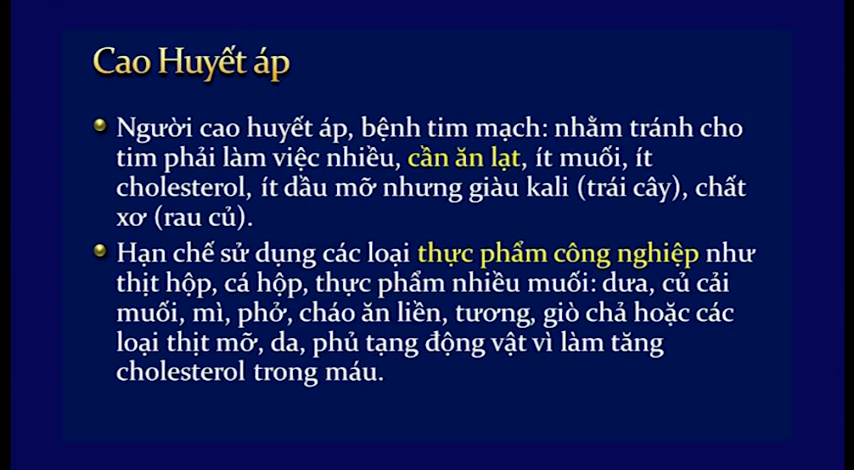 Cao Huyết áp
Người cao huyết áp, bệnh tim mạch: nhằm tránh cho
tim phải làm việc nhiều, cần ăn lạt, ít muối, ít
cholesterol, ít dầu mỡ nhưng giàu kali (trái cây), chất
xơ (rau củ).
Hạn chế sử dụng các loại thực phẩm công nghiệp như
thịt hộp, cá hộp, thực phẩm nhiều muối: dưa, củ cải
muối, mì, phở, cháo ăn liền, tương, giò chả hoặc các
loại thịt mỡ, da, phủ tạng động vật vì làm tăng
cholesterol trong máu.